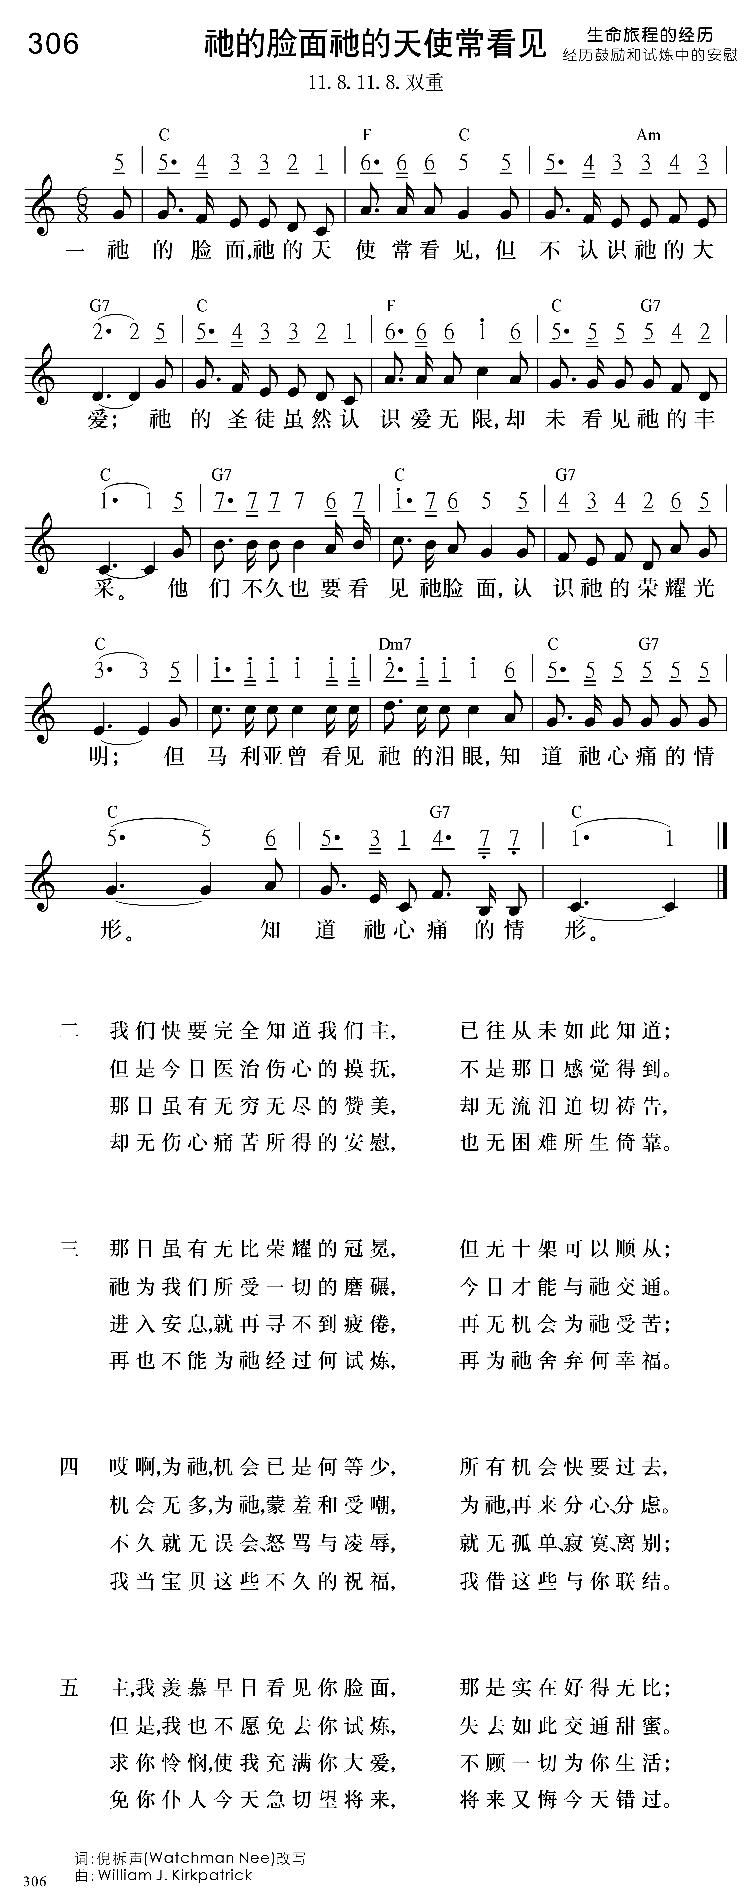 306
祂的脸面祂的天使常看见
生命旅程的经历
经历鼓励和试炼中的安慰
11. 8. 11. 8. 双重
C F C Am
5 | 5• 4 3 3 2 1 | 6• 6 6 5 5 | 5• 4 3 3 4 3 |
一 祂 的 脸 面,祂 的 天 使 常 看 见, 但 不 认 识 祂 的 大
G7 C F C G7
2• 2 5 | 5• 4 3 3 2 1 | 6• 6 6 1 6 | 5• 5 5 5 4 2 |
爱; 祂 的 圣 徒 虽 然 认 识 爱 无 限, 却 未 看 见 祂 的 丰
C G7 C G7
1• 1 5 | 7• 7 7 7 6 7 | 1• 7 6 5 5 | 4 3 4 2 6 5 |
采。 他 们 不 久 也 要 看 见 祂 脸 面, 认 识 祂 的 荣 耀 光
C Dm7 C G7
3• 3 5 | 1• 1 1 1 1 1 | 2• 1 1 1 6 | 5• 5 5 5 5 5 |
明; 但 马 利 亚 曾 看 见 祂 的 泪 眼, 知 道 祂 心 痛 的 情
C G7 C
5• 5 6 | 5• 3 1 4• 7 7 | 1• 1 ‖
形。 知 道 祂 心 痛 的 情 形。
二 我们快要完全知道我们主, 已往从未如此知道;
但是今日医治伤心的摸抚, 不是那日感觉得到。
那日虽有无穷无尽的赞美, 却无流泪迫切祷告,
却无伤心痛苦所得的安慰, 也无困难所生倚靠。
三 那日虽有无比荣耀的冠冕, 但无十架可以顺从;
祂为我们所受一切的磨碾, 今日才能与祂交通。
进入安息,就再寻不到疲倦, 再无机会为祂受苦;
再也不能为祂经过何试炼, 再为祂舍弃何幸福。
四 哎啊,为祂,机会已是何等少, 所有机会快要过去,
机会无多,为祂,蒙羞和受嘲, 为祂,再来分心、分虑。
不久就无误会、怒骂与凌辱, 就无孤单、寂寞、离别;
我当宝贝这些不久的祝福, 我借这些与你联结。
五 主,我羡慕早日看见你脸面, 那是实在好得无比;
但是,我也不愿免去你试炼, 失去如此交通甜蜜。
求你怜悯,使我充满你大爱, 不顾一切为你生活;
免你仆人今天急切望将来, 将来又悔今天错过。
词:倪柝声(Watchman Nee)改写
曲:William J. Kirkpatrick
306